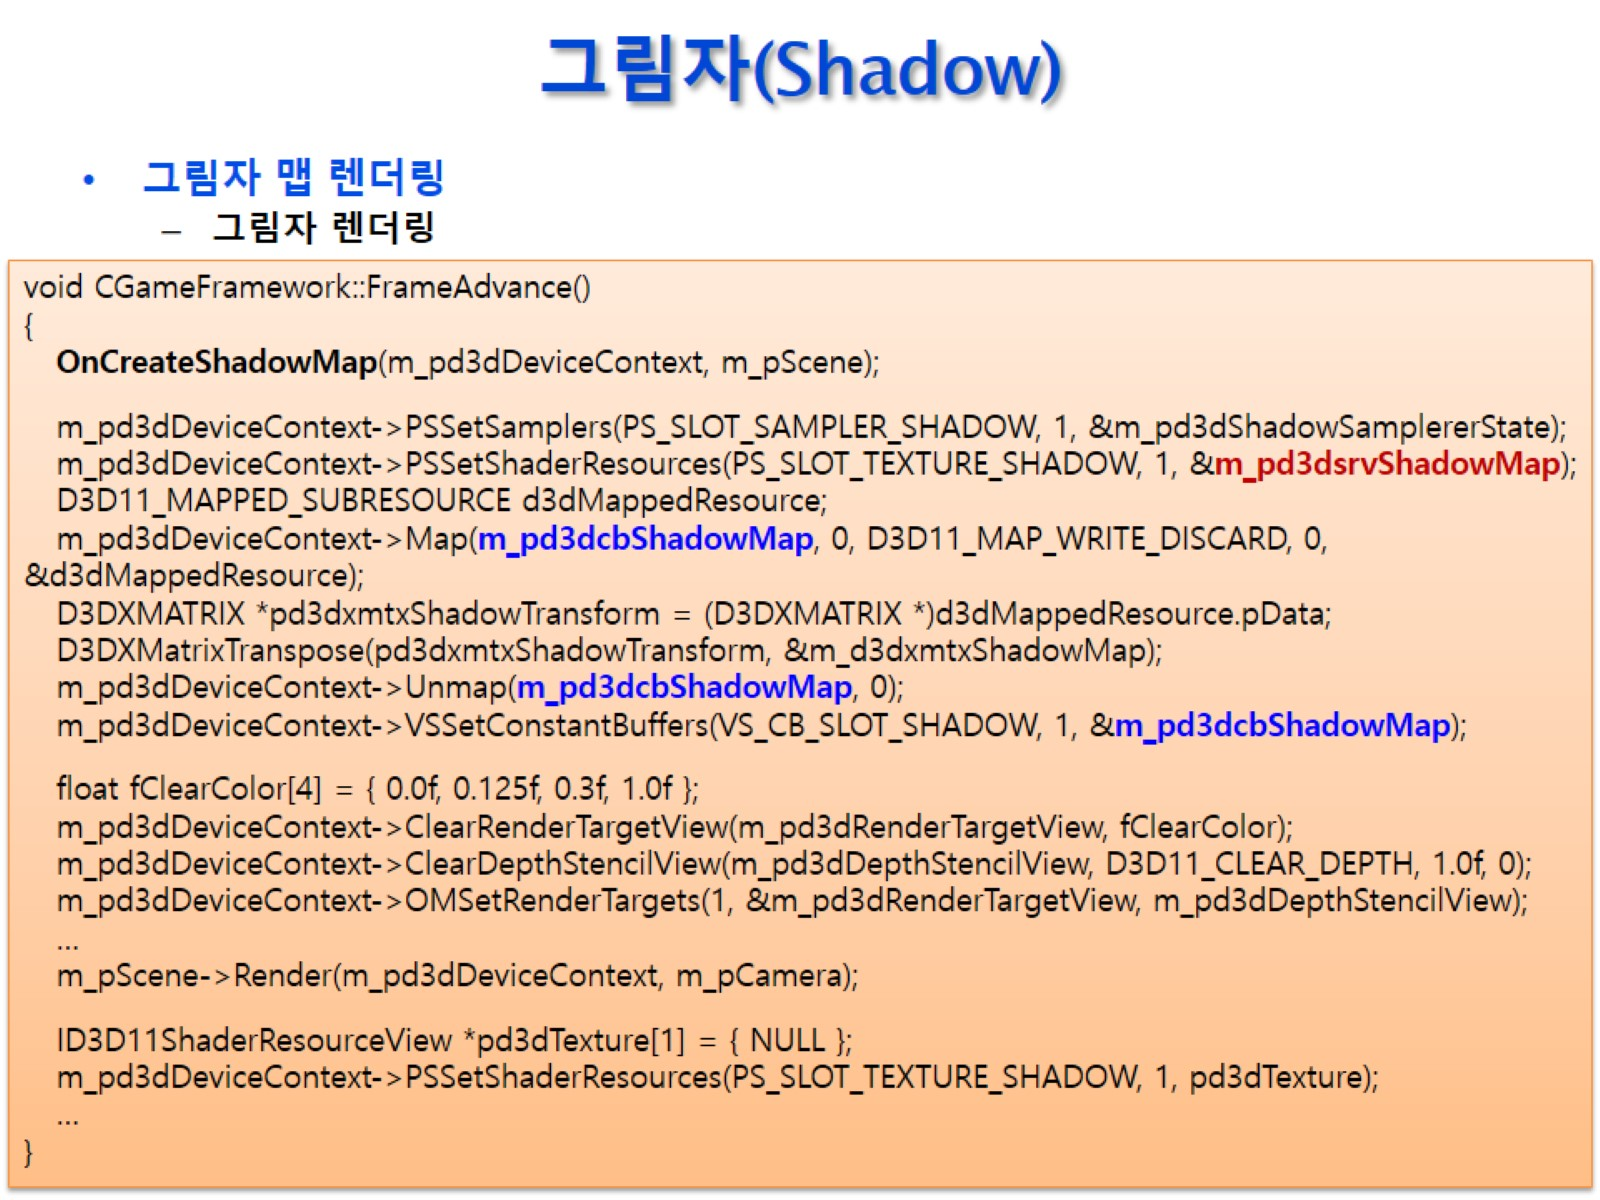 그림자(Shadow)
• 그림자 맵 렌더링
– 그림자 렌더링
void CGameFramework::FrameAdvance()
{
OnCreateShadowMap(m_pd3dDeviceContext, m_pScene);
m_pd3dDeviceContext->PSSetSamplers(PS_SLOT_SAMPLER_SHADOW, 1, &m_pd3dShadowSamplererState);
m_pd3dDeviceContext->PSSetShaderResources(PS_SLOT_TEXTURE_SHADOW, 1, &m_pd3dsrvShadowMap);
D3D11_MAPPED_SUBRESOURCE d3dMappedResource;
m_pd3dDeviceContext->Map(m_pd3dcbShadowMap, 0, D3D11_MAP_WRITE_DISCARD, 0,
&d3dMappedResource);
D3DXMATRIX *pd3dxmtxShadowTransform = (D3DXMATRIX *)d3dMappedResource.pData;
D3DXMatrixTranspose(pd3dxmtxShadowTransform, &m_d3dxmtxShadowMap);
m_pd3dDeviceContext->Unmap(m_pd3dcbShadowMap, 0);
m_pd3dDeviceContext->VSSetConstantBuffers(VS_CB_SLOT_SHADOW, 1, &m_pd3dcbShadowMap);
float fClearColor[4] = { 0.0f, 0.125f, 0.3f, 1.0f };
m_pd3dDeviceContext->ClearRenderTargetView(m_pd3dRenderTargetView, fClearColor);
m_pd3dDeviceContext->ClearDepthStencilView(m_pd3dDepthStencilView, D3D11_CLEAR_DEPTH, 1.0f, 0);
m_pd3dDeviceContext->OMSetRenderTargets(1, &m_pd3dRenderTargetView, m_pd3dDepthStencilView);
...
m_pScene->Render(m_pd3dDeviceContext, m_pCamera);
ID3D11ShaderResourceView *pd3dTexture[1] = { NULL };
m_pd3dDeviceContext->PSSetShaderResources(PS_SLOT_TEXTURE_SHADOW, 1, pd3dTexture);
...
}